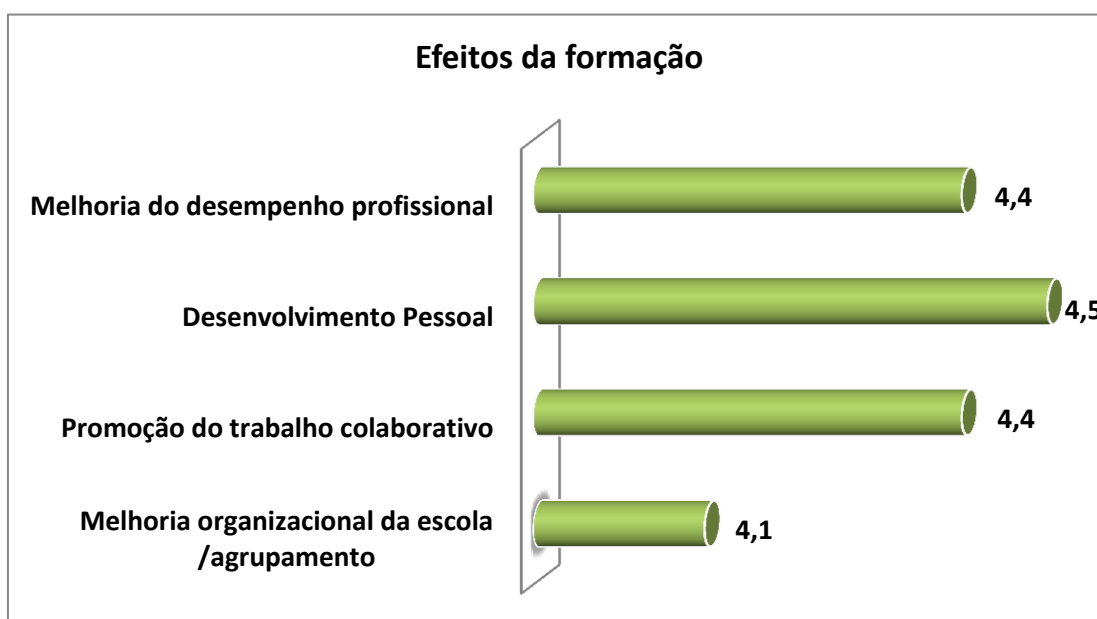 Efeitos da formação
Melhoria do desempenho profissional
4,4
Desenvolvimento Pessoal
4,5
Promoção do trabalho colaborativo
4,4
Melhoria organizacional da escola
/agrupamento
4,1